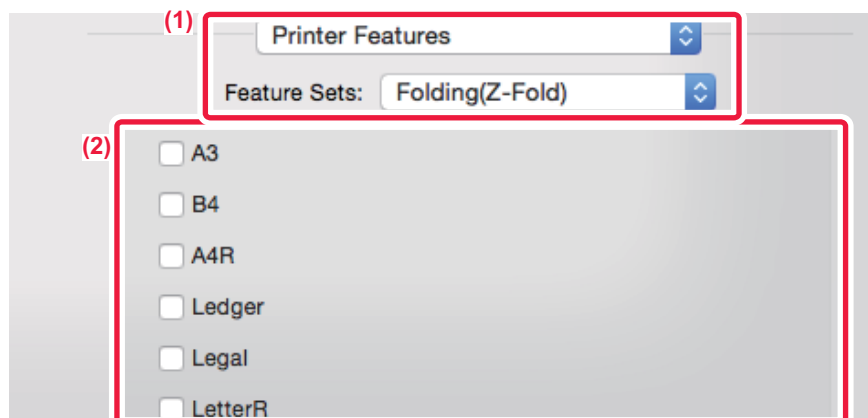 (1)
Printer Features
Feature Sets: Folding(Z-Fold)
(2)
A3
B4
A4R
Ledger
Legal
LetterR